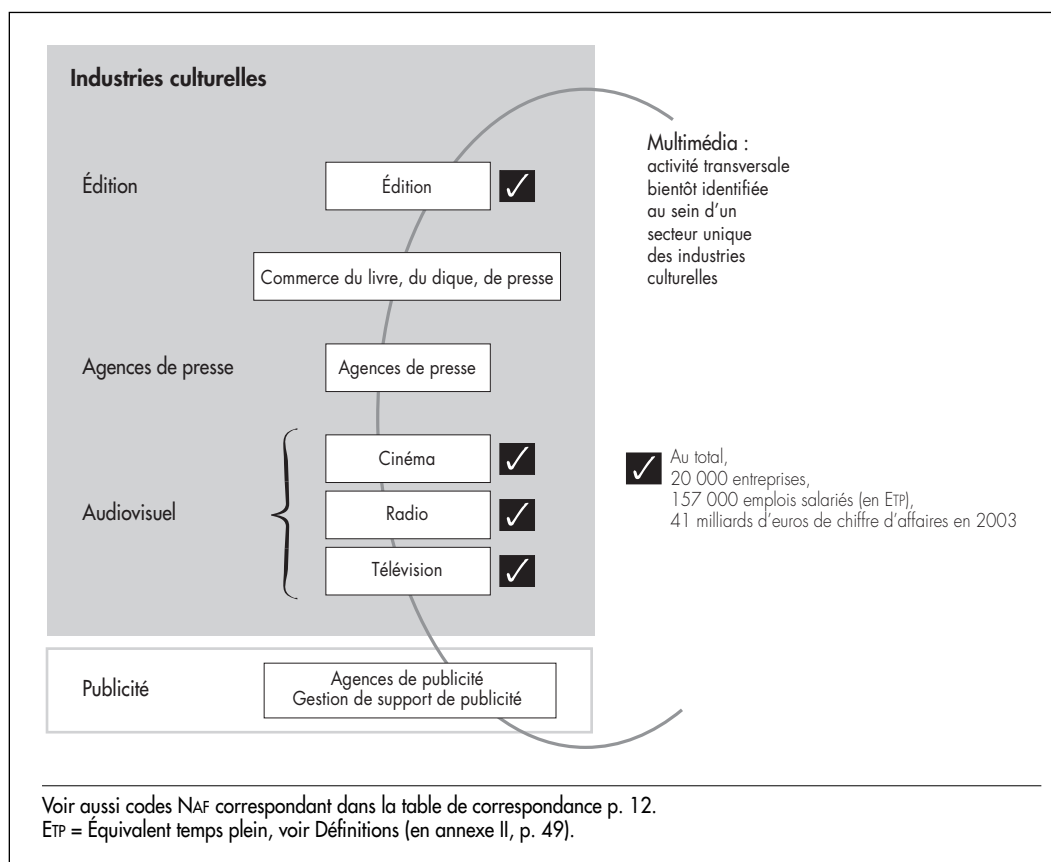 Industries culturelles
Édition
Édition
Commerce du livre, du dique, de presse
Agences de presse
Agences de presse
Audiovisuel
Cinéma
Radio
Télévision
Publicité
Agences de publicité
Gestion de support de publicité
Multimédia :
activité transversale
bientôt identifiée
au sein d'un
secteur unique
des industries
culturelles
Au total,
20 000 entreprises,
157 000 emplois salariés (en ETP),
41 milliards d'euros de chiffre d'affaires en 2003
Voir aussi codes NAF correspondant dans la table de correspondance p. 12.
ETP = Équivalent temps plein, voir Définitions (en annexe II, p. 49).